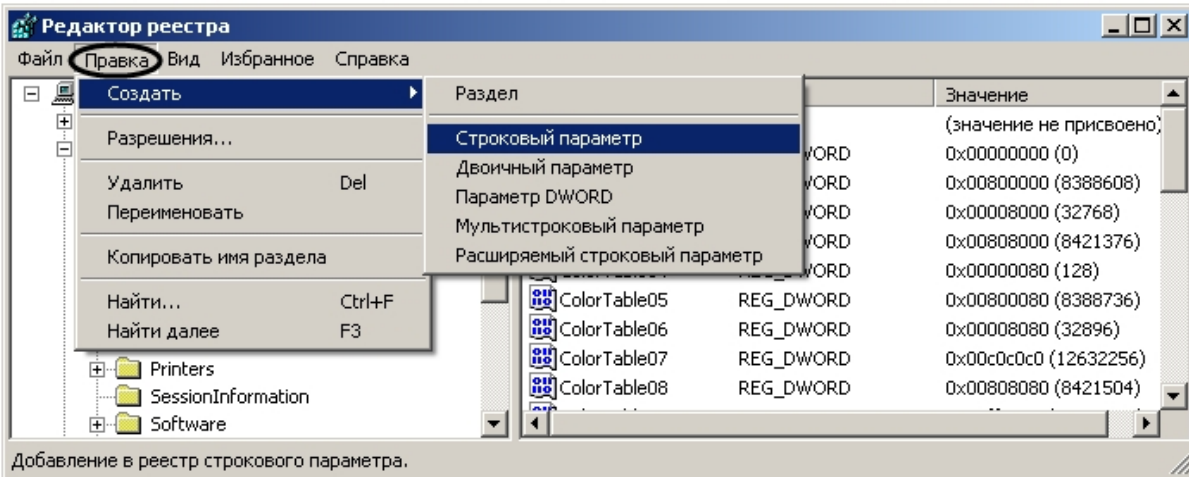 Редактор реестра
Файл Правка Вид Избранное Справка
Создать
Разрешения...
Удалить Del
Переименовать
Копировать имя раздела
Найти... Ctrl+F
Найти далее F3
Раздел
Строковый параметр
Двоичный параметр
Параметр DWORD
Мультистроковый параметр
Расширяемый строковый параметр
Значение
(значение не присвоено)
0x00000000 (0)
0x00800000 (8388608)
0x00008000 (32768)
0x00808000 (8421376)
0x00000080 (128)
ColorTable05 REG_DWORD 0x00800080 (8388736)
ColorTable06 REG_DWORD 0x00008080 (32896)
ColorTable07 REG_DWORD 0x00c0c0c0 (12632256)
ColorTable08 REG_DWORD 0x00808080 (8421504)
Printers
SessionInformation
Software
Добавление в реестр строкового параметра.